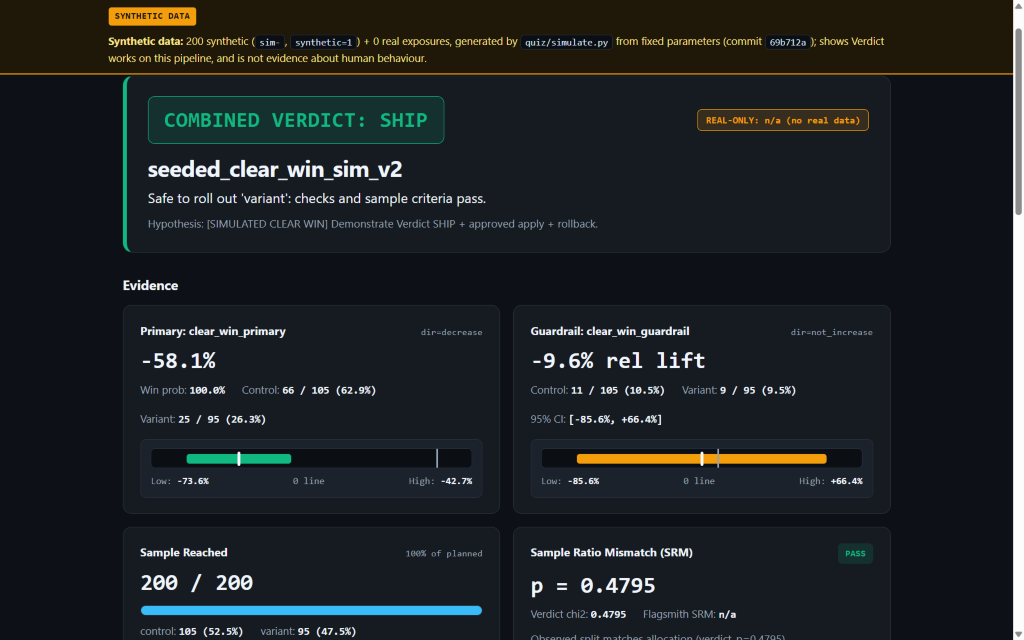 SYNTHETIC DATA
Synthetic data: 200 synthetic ( sim- , synthetic=1 ) + 0 real exposures, generated by quiz/simulate.py from fixed parameters (commit 69b712a ); shows Verdict
works on this pipeline, and is not evidence about human behaviour.
COMBINED VERDICT: SHIP
REAL-ONLY: n/a (no real data)
seeded_clear_win_sim_v2
Safe to roll out 'variant': checks and sample criteria pass.
Hypothesis: [SIMULATED CLEAR WIN] Demonstrate Verdict SHIP + approved apply + rollback.
Evidence
Primary: clear_win_primary
dir=decrease
-58.1%
Win prob: 100.0% Control: 66 / 105 (62.9%)
Variant: 25 / 95 (26.3%)
Low: -73.6% 0 line High: -42.7%
Guardrail: clear_win_guardrail
dir=not_increase
-9.6% rel lift
Control: 11 / 105 (10.5%) Variant: 9 / 95 (9.5%)
95% CI: [-85.6%, +66.4%]
Low: -85.6% 0 line High: +66.4%
Sample Reached
100% of planned
200 / 200
control: 105 (52.5%) variant: 95 (47.5%)
Sample Ratio Mismatch (SRM)
PASS
p = 0.4795
Verdict chi2: 0.4795 Flagsmith SRM: n/a
Observed split matches allocation (verdict p=0.4795)